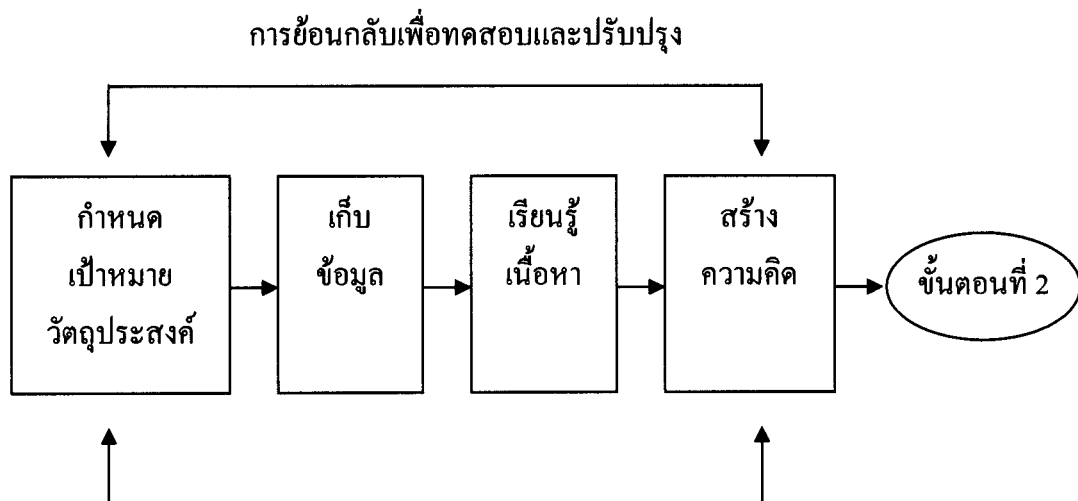 การย้อนกลับเพื่อทดสอบและปรับปรุง
กำหนด
เป้าหมาย
วัตถุประสงค์
เก็บ
ข้อมูล
เรียนรู้
เนื้อหา
สร้าง
ความคิด
ขั้นตอนที่ 2